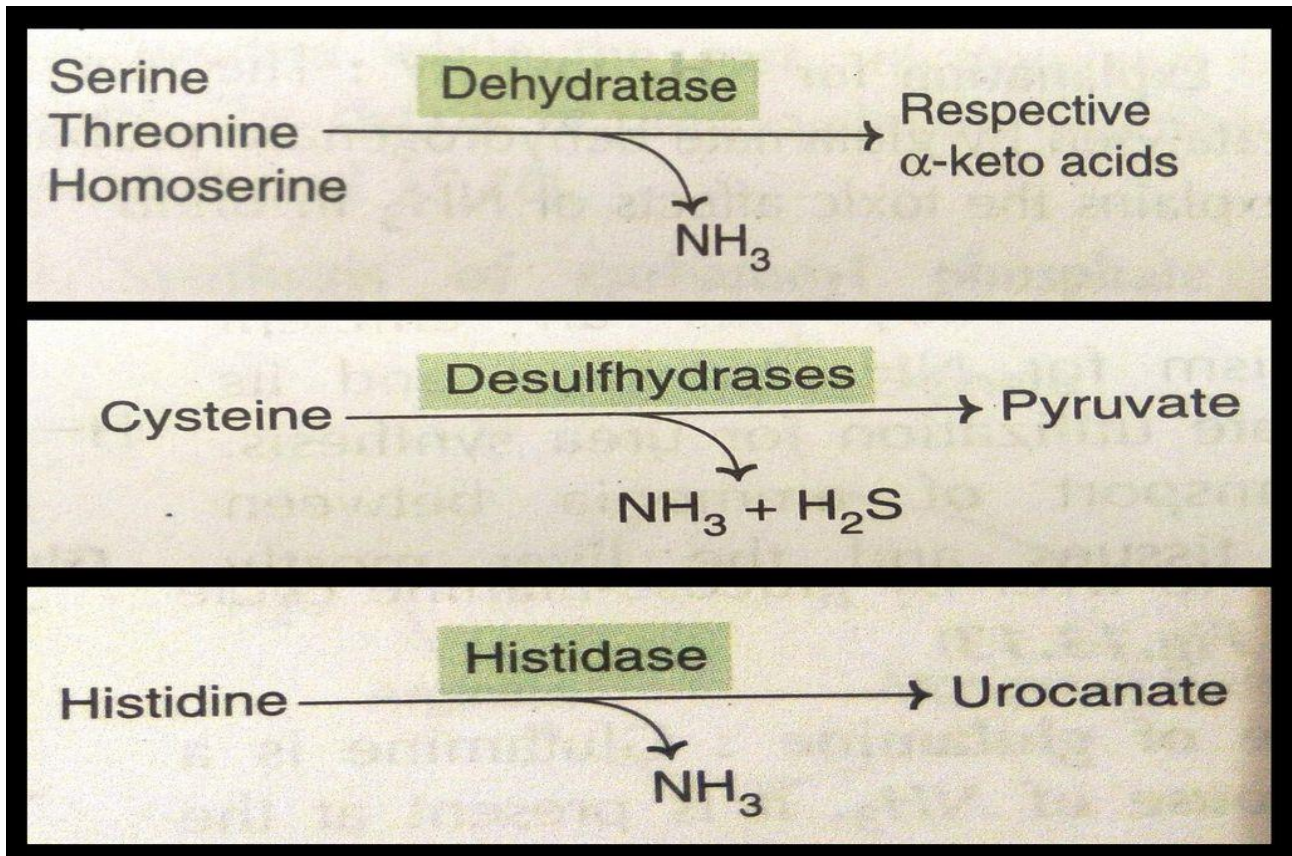 Serine
Threonine
Homoserine
Dehydratase
Respective
α-keto acids
NH₃
Cysteine
Desulfhydrases
Pyruvate
NH₃ + H₂S
Histidine
Histidase
Urocanate
NH₃